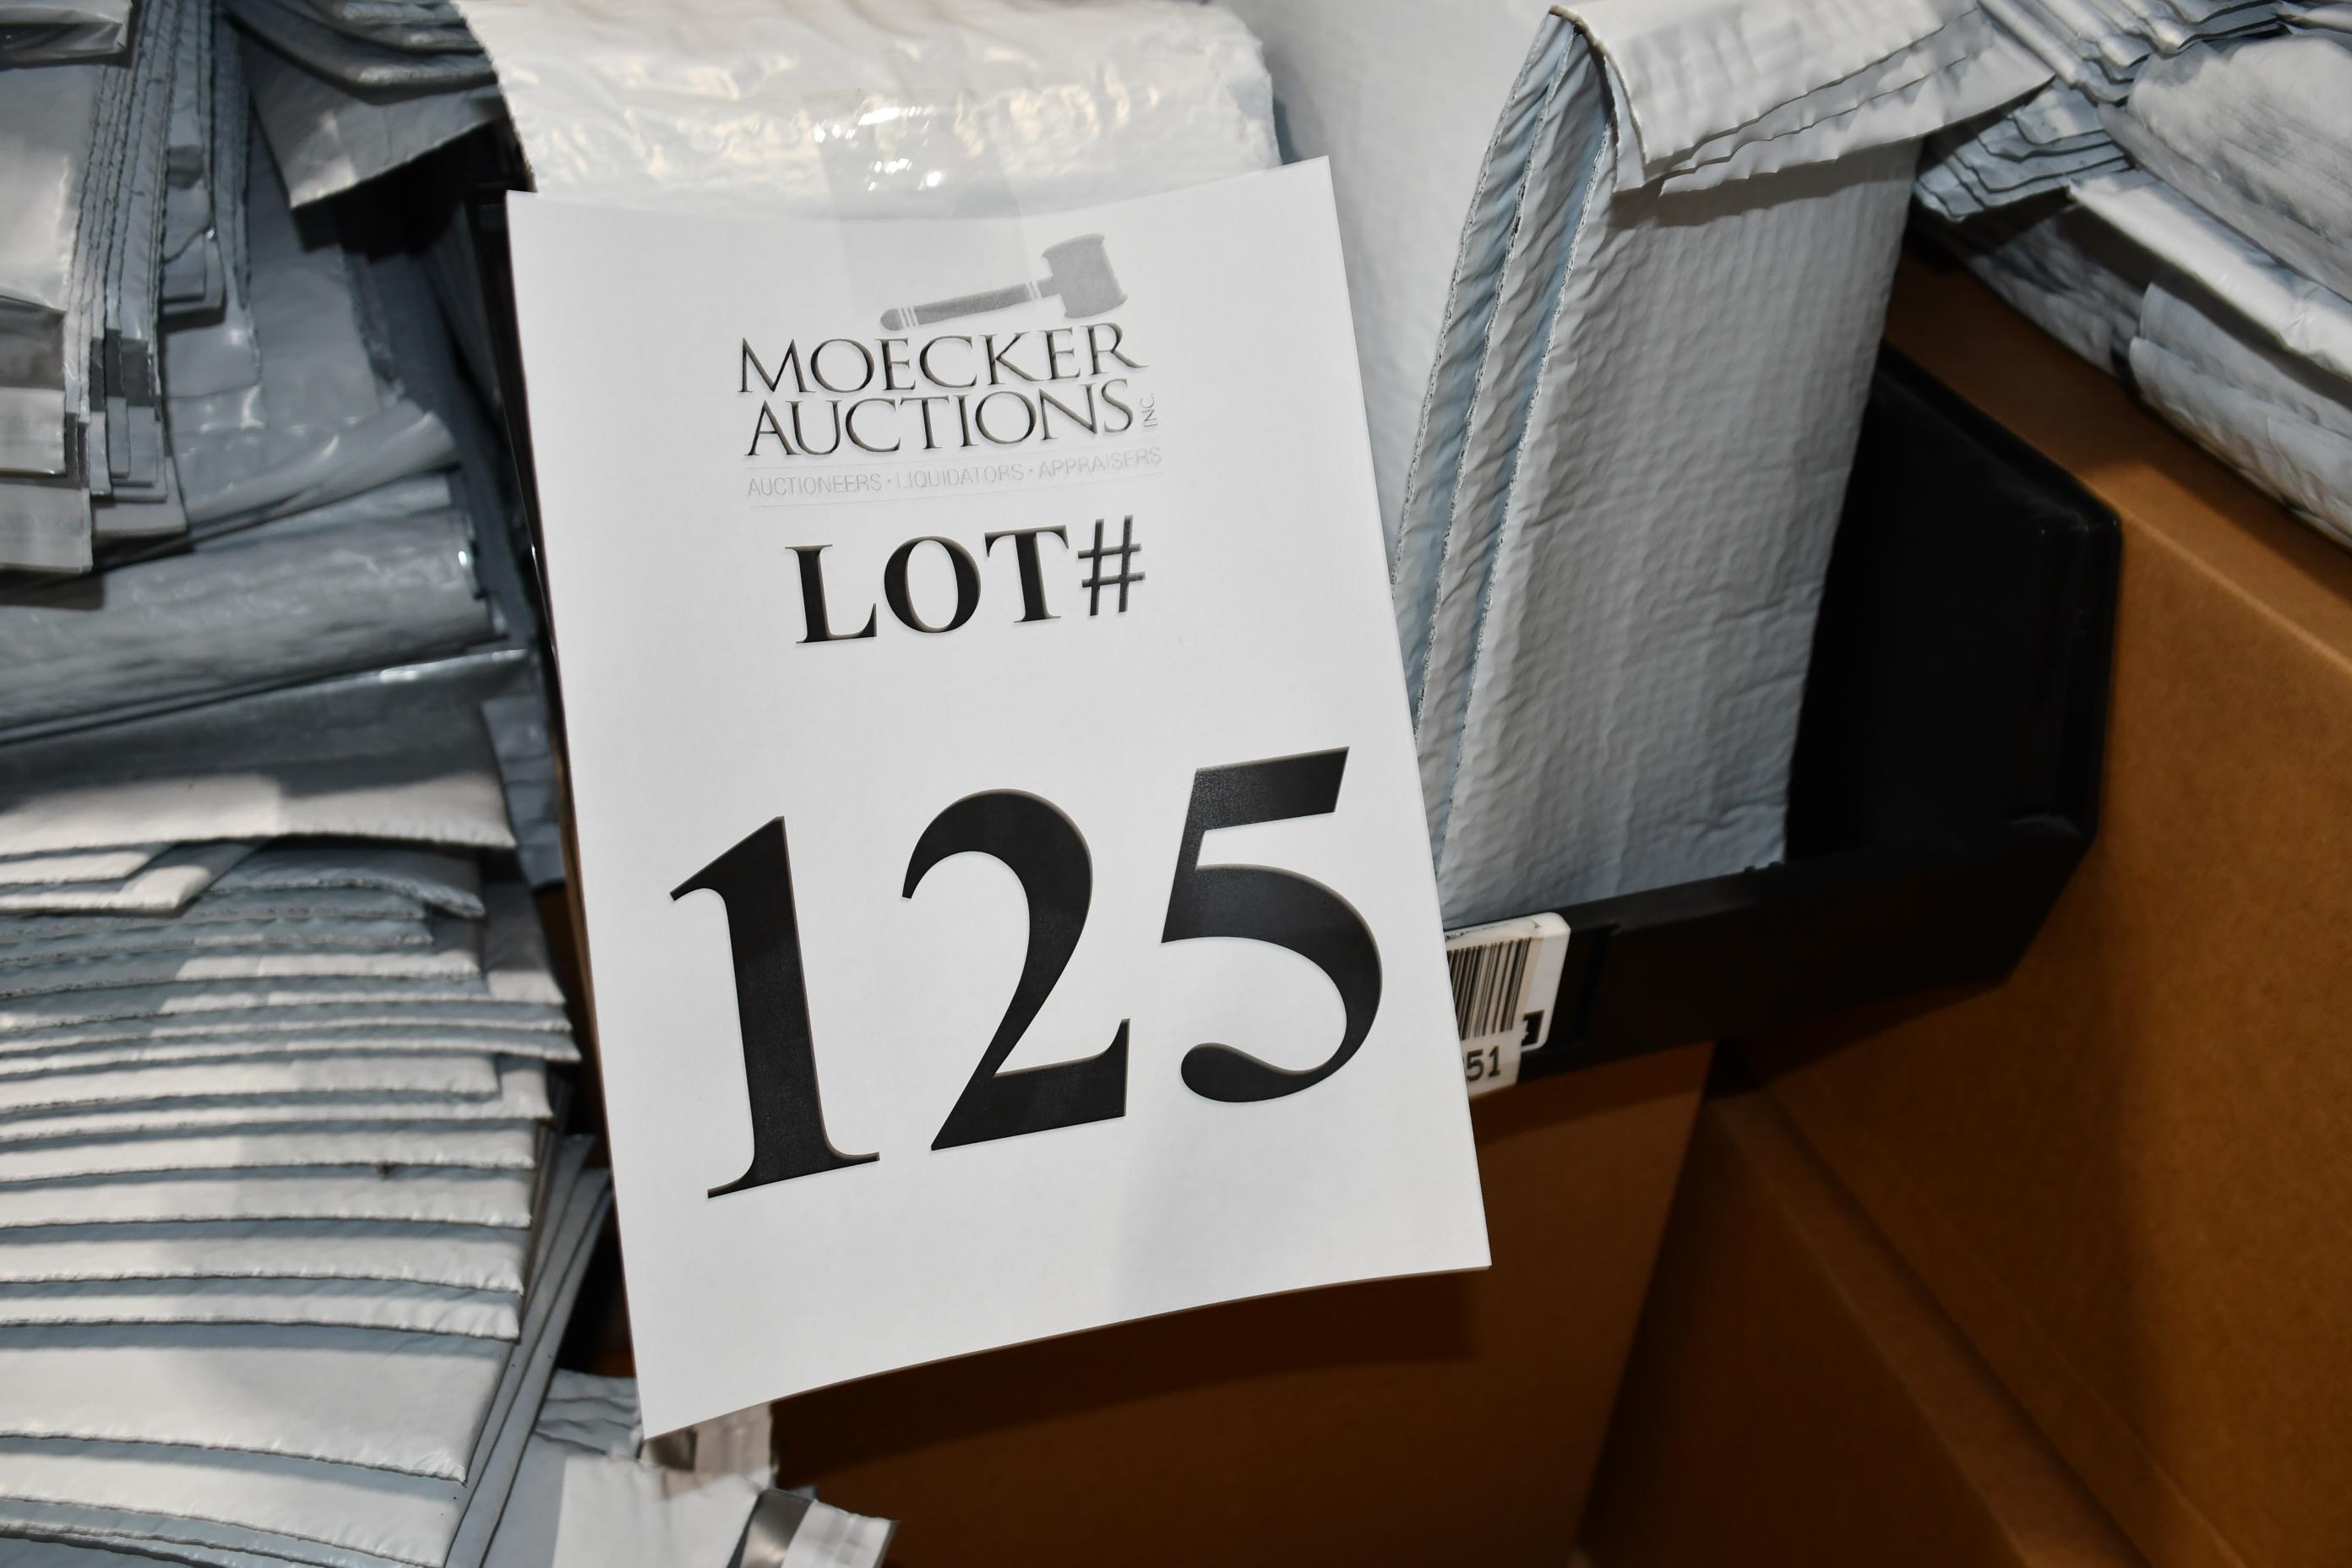 MOECKER
AUCTIONS INC.
AUCTIONEERS · LIQUIDATORS · APPRAISERS
LOT#
125
51